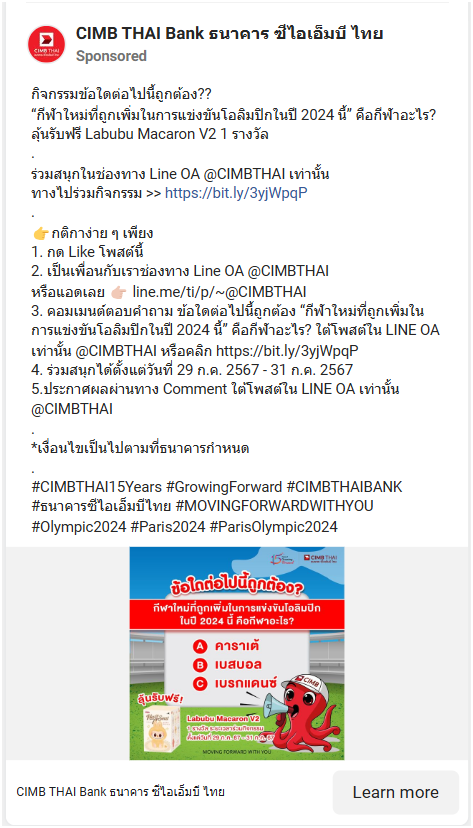 CIMB THAI Bank ธนาคาร ซีไอเอ็มบี ไทย
Sponsored
กิจกรรมข้อใดต่อไปนี้ถูกต้อง??
“กีฬาใหม่ที่ถูกเพิ่มในการแข่งขันโอลิมปิกในปี 2024 นี้” คือกีฬาอะไร?
ลุ้นรับฟรี Labubu Macaron V2 1 รางวัล
.
ร่วมสนุกในช่องทาง Line OA @CIMBTHAI เท่านั้น
ทางไปร่วมกิจกรรม >> https://bit.ly/3yjWpqP
.
👉กติกาง่าย ๆ เพียง
1. กด Like โพสต์นี้
2. เป็นเพื่อนกับเราช่องทาง Line OA @CIMBTHAI
หรือแอดเลย 👉🏻 line.me/ti/p/~@CIMBTHAI
3. คอมเมนต์ตอบคำถาม ข้อใดต่อไปนี้ถูกต้อง “กีฬาใหม่ที่ถูกเพิ่มใน
การแข่งขันโอลิมปิกในปี 2024 นี้” คือกีฬาอะไร? ใต้โพสต์ใน LINE OA
เท่านั้น @CIMBTHAI หรือคลิก https://bit.ly/3yjWpqP
4. ร่วมสนุกได้ตั้งแต่วันที่ 29 ก.ค. 2567 - 31 ก.ค. 2567
5.ประกาศผลผ่านทาง Comment ใต้โพสต์ใน LINE OA เท่านั้น
@CIMBTHAI
.
*เงื่อนไขเป็นไปตามที่ธนาคารกำหนด
.
#CIMBTHAI15Years #GrowingForward #CIMBTHAIBANK
#ธนาคารซีไอเอ็มบีไทย #MOVINGFORWARDWITHYOU
#Olympic2024 #Paris2024 #ParisOlympic2024
CIMB THAI
ข้อใดต่อไปนี้ถูกต้อง?
กีฬาใหม่ที่ถูกเพิ่มในการแข่งขันโอลิมปิก
ในปี 2024 นี้ คือกีฬาอะไร?
A คาราเต้
B เบสบอล
C เบรกแดนซ์
CIMB
ลุ้นรับฟรี!
Labubu Macaron V2
MOVING FORWARD WITH YOU
CIMB THAI Bank ธนาคาร ซีไอเอ็มบี ไทย
Learn more